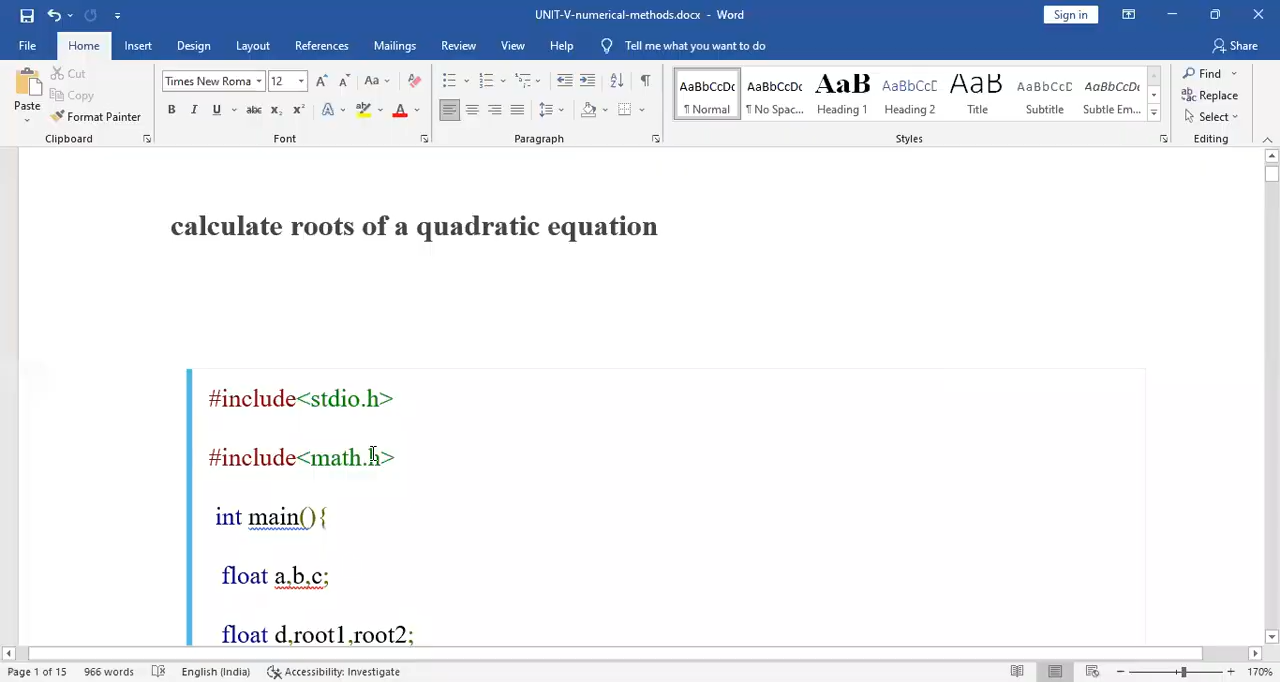 UNIT-V-numerical-methods.docx - Word
Sign in
File Home Insert Design Layout References Mailings Review View Help Tell me what you want to do Share
Paste
Cut
Copy
Format Painter
Clipboard
Times New Roma 12
Font
Paragraph
AaBbCcDc AaBbCcDc AaBbC AaBbCcD AaB AaBbCcD AaBbCcDc
¶ Normal ¶ No Spac... Heading 1 Heading 2 Title Subtitle Subtle Em...
Styles
Find
Replace
Select
Editing
calculate roots of a quadratic equation
#include<stdio.h>
#include<math.h>
int main(){
float a,b,c;
float d,root1,root2;
Page 1 of 15 966 words English (India) Accessibility: Investigate 170%